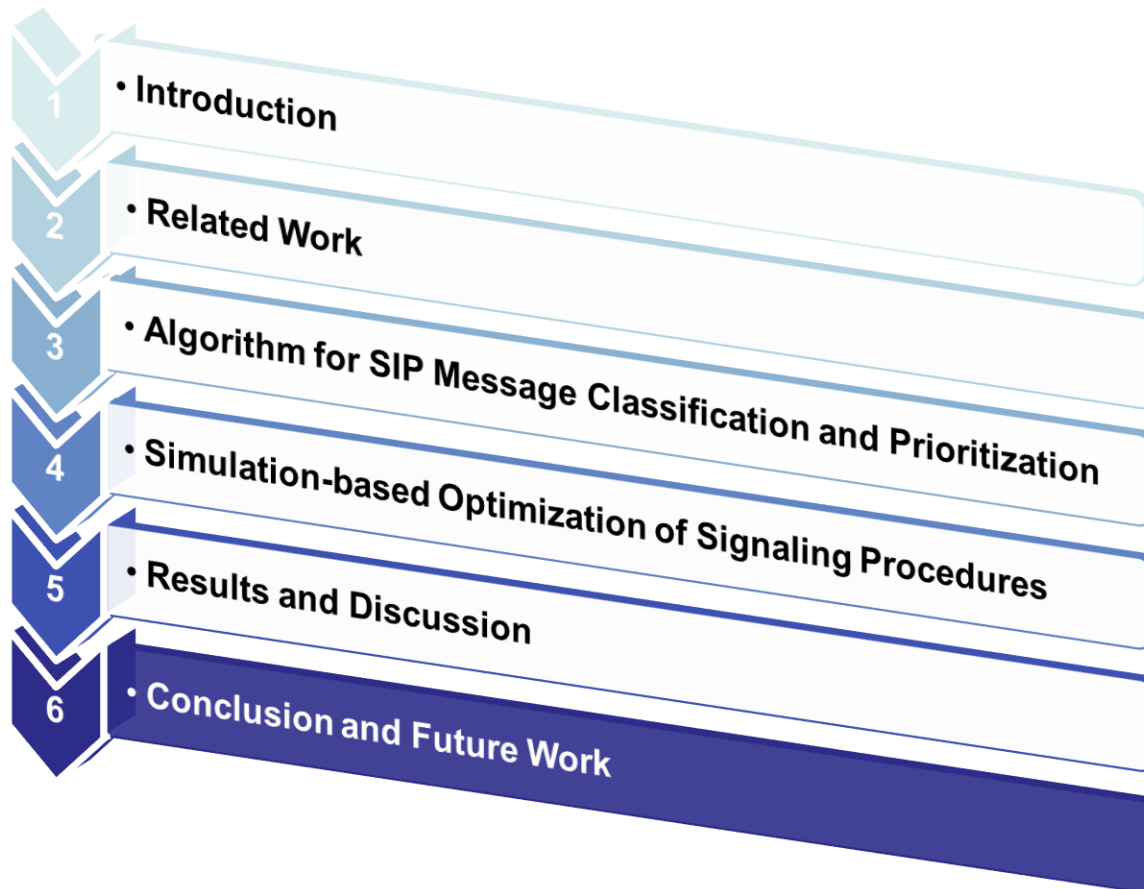 1
• Introduction
2
• Related Work
3
• Algorithm for SIP Message Classification and Prioritization
4
• Simulation-based Optimization of Signaling Procedures
5
• Results and Discussion
6
• Conclusion and Future Work